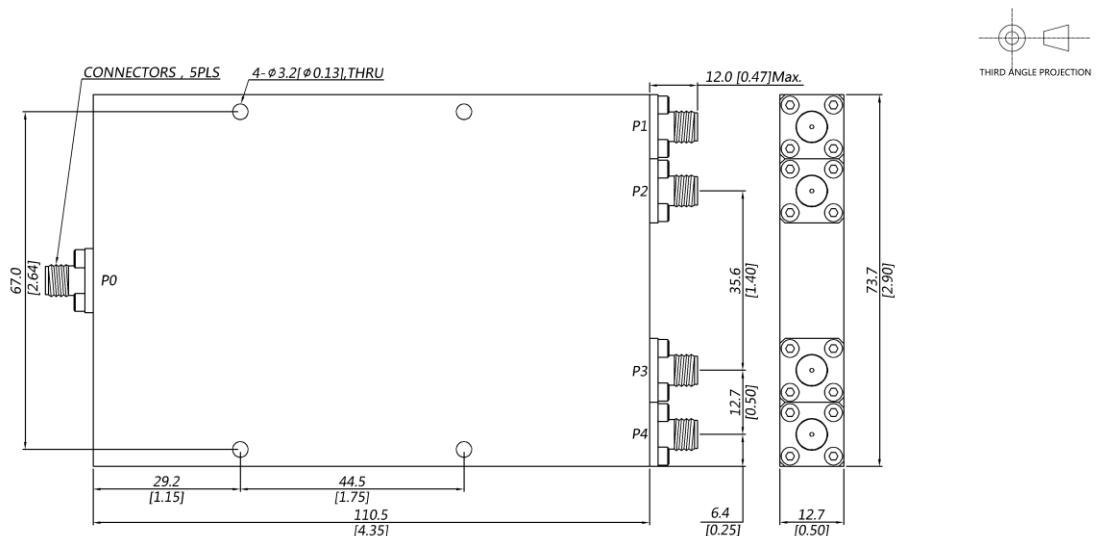 THIRD ANGLE PROJECTION
CONNECTORS , 5PLS
4-ϕ3.2[ϕ0.13],THRU
12.0 [0.47]Max.
P1
P2
P0
P3
P4
67.0
[2.64]
35.6
[1.40]
73.7
[2.90]
12.7
[0.50]
29.2
[1.15]
44.5
[1.75]
110.5
[4.35]
6.4
[0.25]
12.7
[0.50]